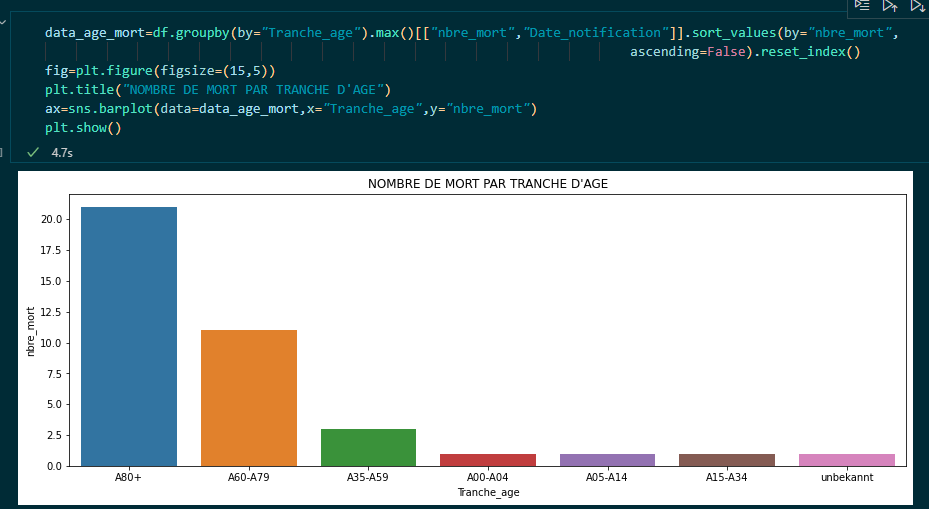 data_age_mort=df.groupby(by="Tranche_age").max()[["nbre_mort","Date_notification"]].sort_values(by="nbre_mort",
ascending=False).reset_index()
fig=plt.figure(figsize=(15,5))
plt.title("NOMBRE DE MORT PAR TRANCHE D'AGE")
ax=sns.barplot(data=data_age_mort,x="Tranche_age",y="nbre_mort")
plt.show()
]
4.7s
NOMBRE DE MORT PAR TRANCHE D'AGE
20.0
17.5
15.0
12.5
10.0
7.5
5.0
2.5
0.0
nbre_mort
A80+ A60-A79 A35-A59 A00-A04 A05-A14 A15-A34 unbekannt
Tranche_age